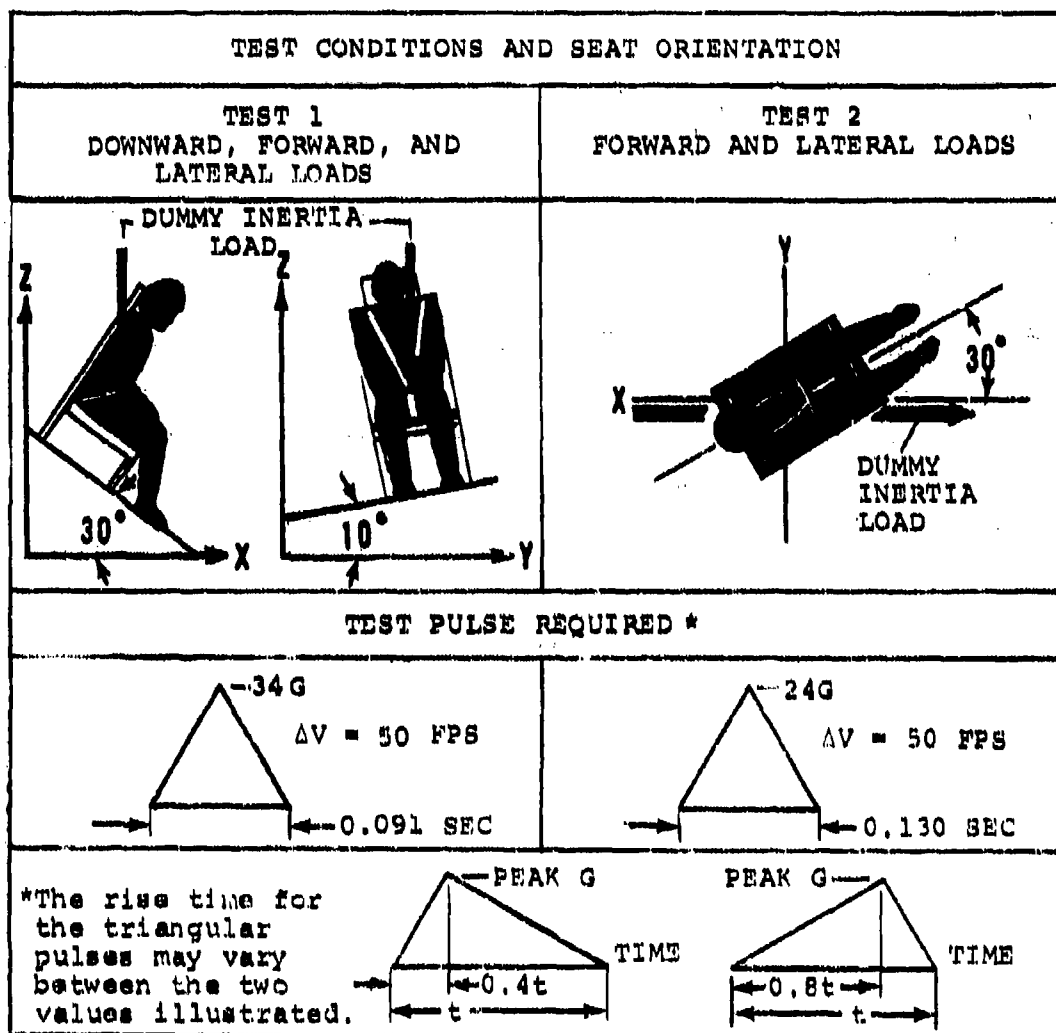 TEST CONDITIONS AND SEAT ORIENTATION
TEST 1
DOWNWARD, FORWARD, AND
LATERAL LOADS
TEST 2
FORWARD AND LATERAL LOADS
DUMMY INERTIA
LOAD
Z
30°
X
Z
10°
Y
Y
X
30°
DUMMY
INERTIA
LOAD
TEST PULSE REQUIRED *
34G
ΔV = 50 FPS
0.091 SEC
24G
ΔV = 50 FPS
0.130 SEC
*The rise time for
the triangular
pulses may vary
between the two
values illustrated.
PEAK G
TIME
0.4t
t
PEAK G
TIME
0.8t
t